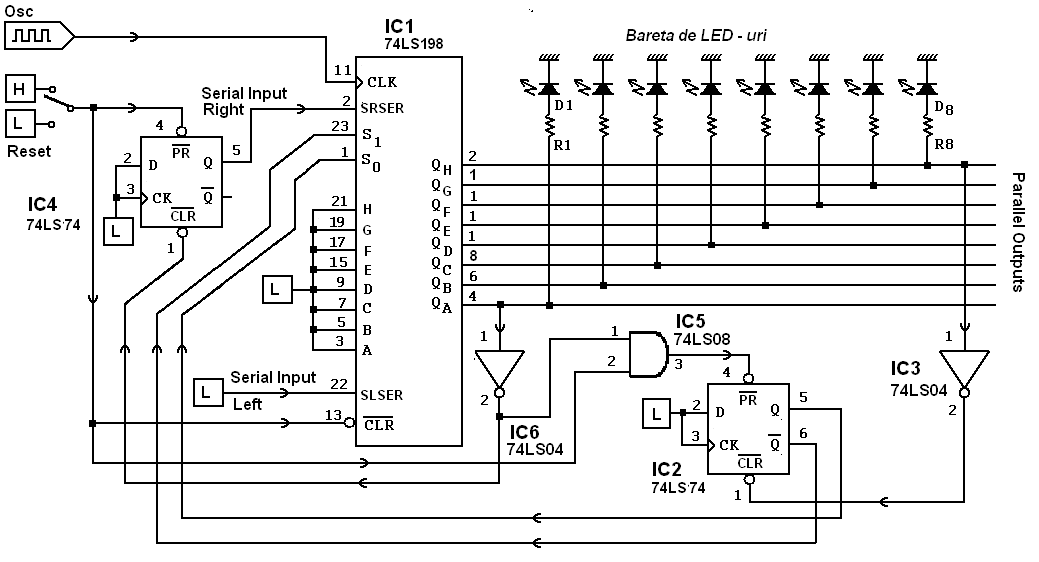 Osc
IC1
74LS198
Bareta de LED - uri
H
L
Reset
11 CLK
Serial Input
Right
2 SRSER
23 S1
1 S0
4
PR
2 D
Q 5
3 CK
Q
CLR
1
IC4
74LS74
L
D1
R1
D8
R8
21 H
19 G
17 F
15 E
9 D
7 C
5 B
3 A
L
QH 2
QG 1
QF 1
QE 1
QD 1
QC 8
QB 6
QA 4
Parallel Outputs
L
Serial Input
Left
22 SLSER
13 CLR
1
2
IC6
74LS04
IC5
74LS08
1
2
3
4
PR
L
2 D
Q 5
3 CK
Q 6
CLR
1
IC2
74LS74
1
IC3
74LS04
2